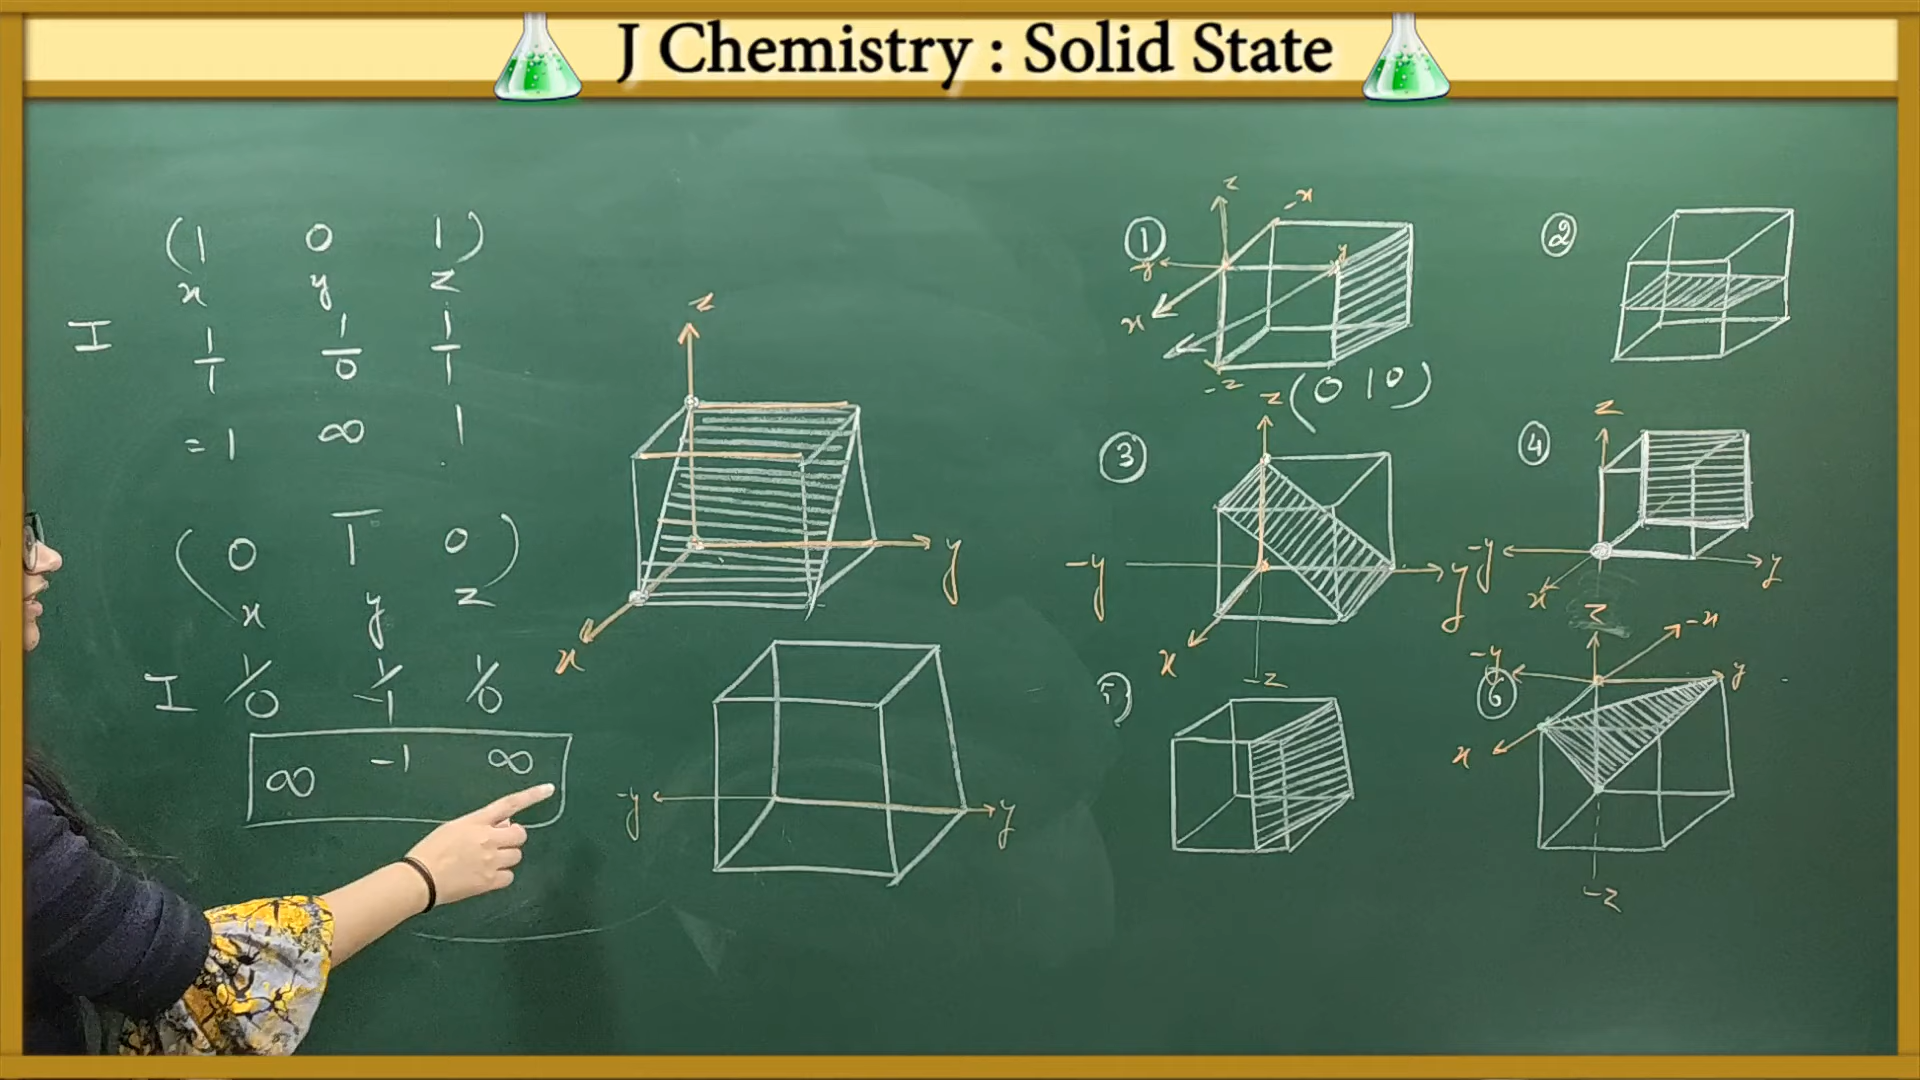 J Chemistry : Solid State
(1 0 1)
x y z
I 1/1 1/0 1/1
= 1 ∞ 1
(0 1̅ 0)
x y z
I 1/0 1/-1 1/0
∞ -1 ∞
z
y
x
-y y
①
z
-x
-y
y
x
-z
(0 1 0)
②
③
z
-y
y
x
-z
④
z
-y
y
x
5
⑥
z
-x
-y
y
x
-z